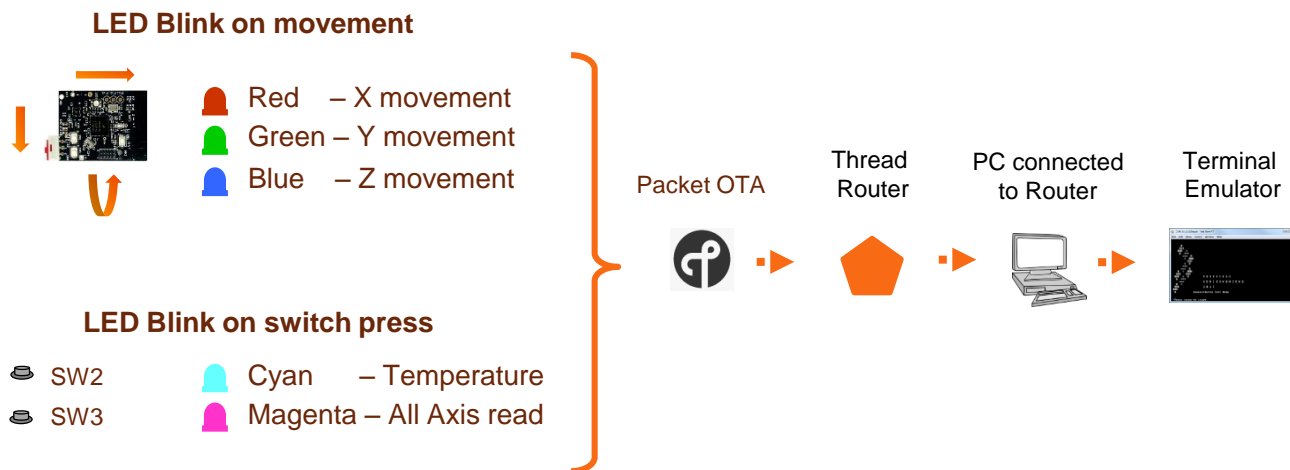 LED Blink on movement
Red – X movement
Green – Y movement
Blue – Z movement
LED Blink on switch press
SW2
Cyan – Temperature
SW3
Magenta – All Axis read
Packet OTA
Thread
Router
PC connected
to Router
Terminal
Emulator